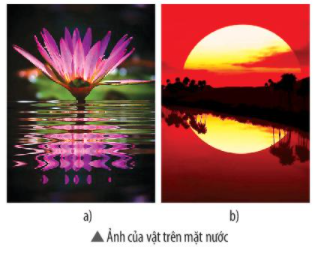 a) b)
▲ Ảnh của vật trên mặt nước